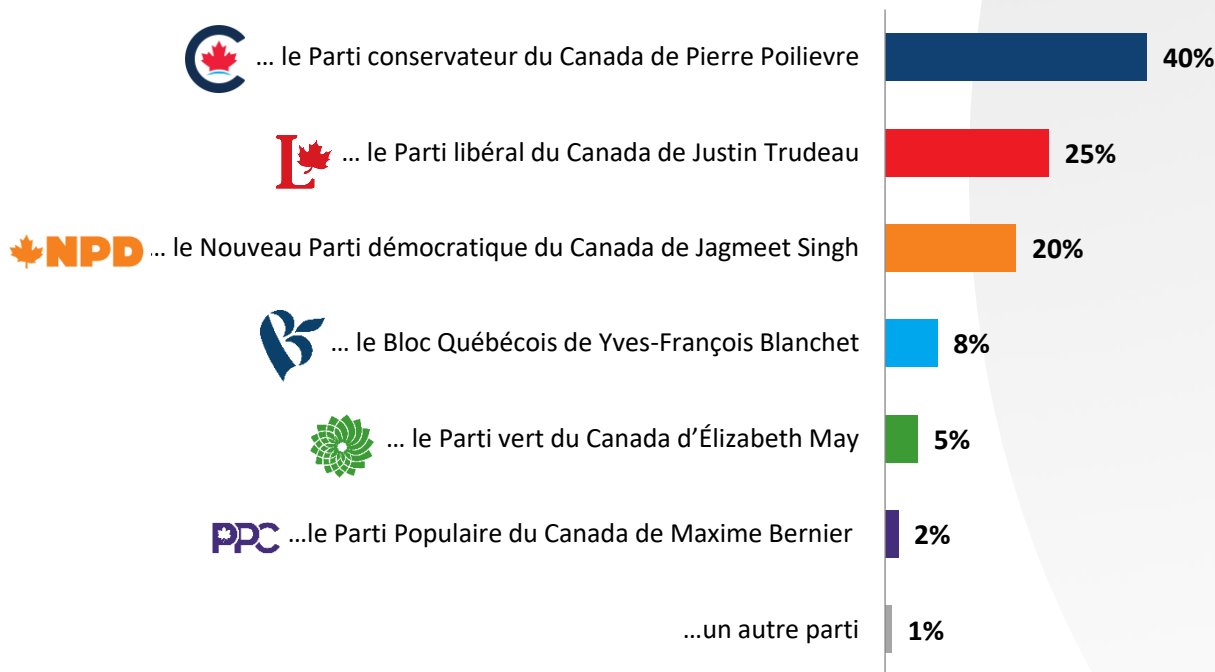 ... le Parti conservateur du Canada de Pierre Poilievre 40%
L ... le Parti libéral du Canada de Justin Trudeau 25%
NPD ... le Nouveau Parti démocratique du Canada de Jagmeet Singh 20%
... le Bloc Québécois de Yves-François Blanchet 8%
... le Parti vert du Canada d’Élizabeth May 5%
PPC ...le Parti Populaire du Canada de Maxime Bernier 2%
...un autre parti 1%